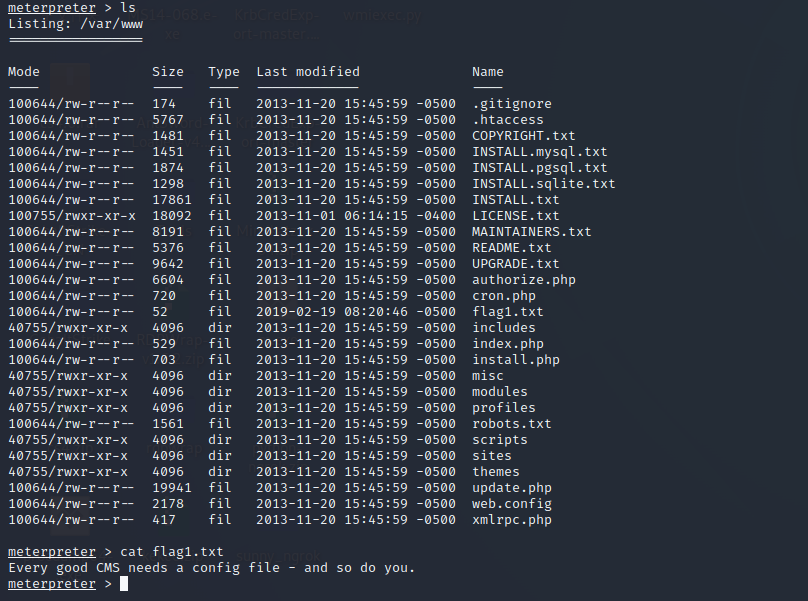 meterpreter > ls
Listing: /var/www
=================

Mode              Size   Type  Last modified              Name
----              ----   ----  -------------              ----
100644/rw-r--r--  174    fil   2013-11-20 15:45:59 -0500  .gitignore
100644/rw-r--r--  5767   fil   2013-11-20 15:45:59 -0500  .htaccess
100644/rw-r--r--  1481   fil   2013-11-20 15:45:59 -0500  COPYRIGHT.txt
100644/rw-r--r--  1451   fil   2013-11-20 15:45:59 -0500  INSTALL.mysql.txt
100644/rw-r--r--  1874   fil   2013-11-20 15:45:59 -0500  INSTALL.pgsql.txt
100644/rw-r--r--  1298   fil   2013-11-20 15:45:59 -0500  INSTALL.sqlite.txt
100644/rw-r--r--  17861  fil   2013-11-20 15:45:59 -0500  INSTALL.txt
100755/rwxr-xr-x  18092  fil   2013-11-01 06:14:15 -0400  LICENSE.txt
100644/rw-r--r--  8191   fil   2013-11-20 15:45:59 -0500  MAINTAINERS.txt
100644/rw-r--r--  5376   fil   2013-11-20 15:45:59 -0500  README.txt
100644/rw-r--r--  9642   fil   2013-11-20 15:45:59 -0500  UPGRADE.txt
100644/rw-r--r--  6604   fil   2013-11-20 15:45:59 -0500  authorize.php
100644/rw-r--r--  720    fil   2013-11-20 15:45:59 -0500  cron.php
100644/rw-r--r--  52     fil   2019-02-19 08:20:46 -0500  flag1.txt
40755/rwxr-xr-x   4096   dir   2013-11-20 15:45:59 -0500  includes
100644/rw-r--r--  529    fil   2013-11-20 15:45:59 -0500  index.php
100644/rw-r--r--  703    fil   2013-11-20 15:45:59 -0500  install.php
40755/rwxr-xr-x   4096   dir   2013-11-20 15:45:59 -0500  misc
40755/rwxr-xr-x   4096   dir   2013-11-20 15:45:59 -0500  modules
40755/rwxr-xr-x   4096   dir   2013-11-20 15:45:59 -0500  profiles
100644/rw-r--r--  1561   fil   2013-11-20 15:45:59 -0500  robots.txt
40755/rwxr-xr-x   4096   dir   2013-11-20 15:45:59 -0500  scripts
40755/rwxr-xr-x   4096   dir   2013-11-20 15:45:59 -0500  sites
40755/rwxr-xr-x   4096   dir   2013-11-20 15:45:59 -0500  themes
100644/rw-r--r--  19941  fil   2013-11-20 15:45:59 -0500  update.php
100644/rw-r--r--  2178   fil   2013-11-20 15:45:59 -0500  web.config
100644/rw-r--r--  417    fil   2013-11-20 15:45:59 -0500  xmlrpc.php

meterpreter > cat flag1.txt
Every good CMS needs a config file - and so do you.
meterpreter >